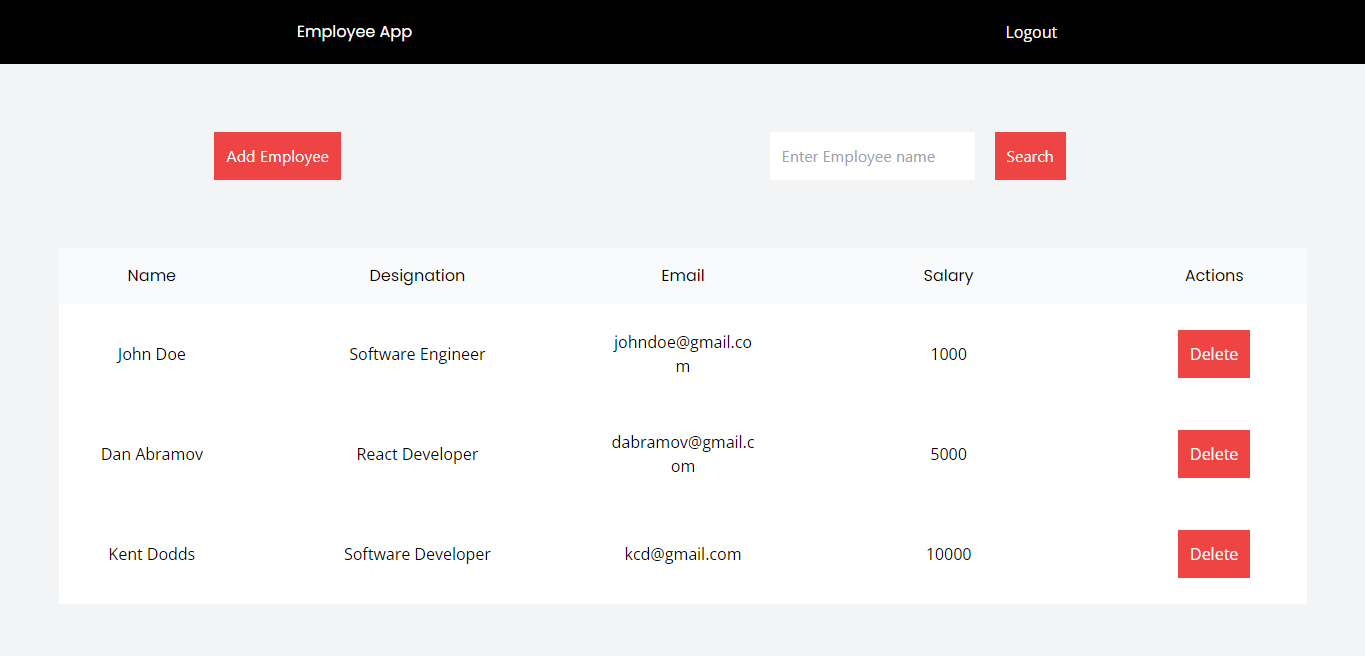 Employee App Logout
Add Employee Enter Employee name Search
Name Designation Email Salary Actions
John Doe Software Engineer johndoe@gmail.co 1000 Delete
m
Dan Abramov React Developer dabramov@gmail.c 5000 Delete
om
Kent Dodds Software Developer kcd@gmail.com 10000 Delete